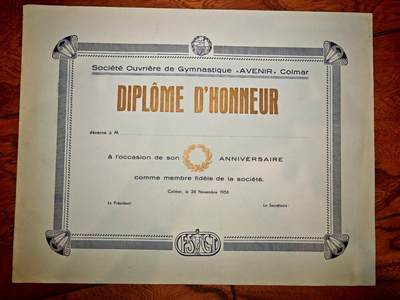 Société Ouvrière de Gymnastique «AVENIR» Colmar
DIPLÔME D'HONNEUR
décerné à M.
à l'occasion de son ANNIVERSAIRE
comme membre fidèle de la société.
Colmar, le 24 Novembre 1956
Le Président: Le Secrétaire:
FSGT